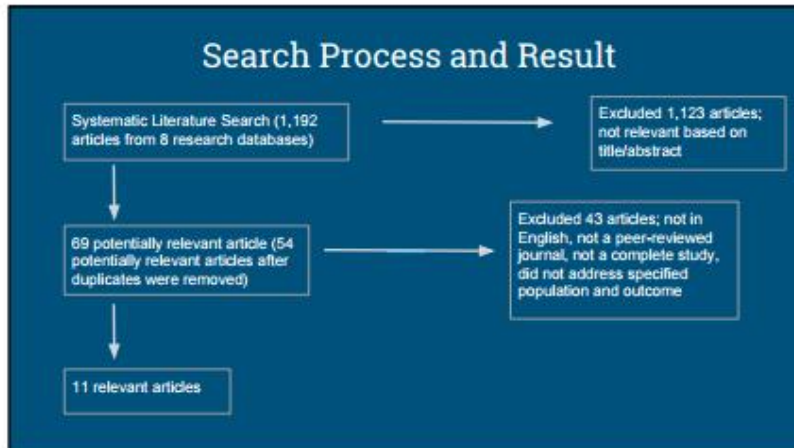 Search Process and Result
Systematic Literature Search (1,192
articles from 8 research databases)
Excluded 1,123 articles;
not relevant based on
title/abstract
69 potentially relevant article (54
potentially relevant articles after
duplicates were removed)
Excluded 43 articles; not in
English, not a peer-reviewed
journal, not a complete study,
did not address specified
population and outcome
11 relevant articles